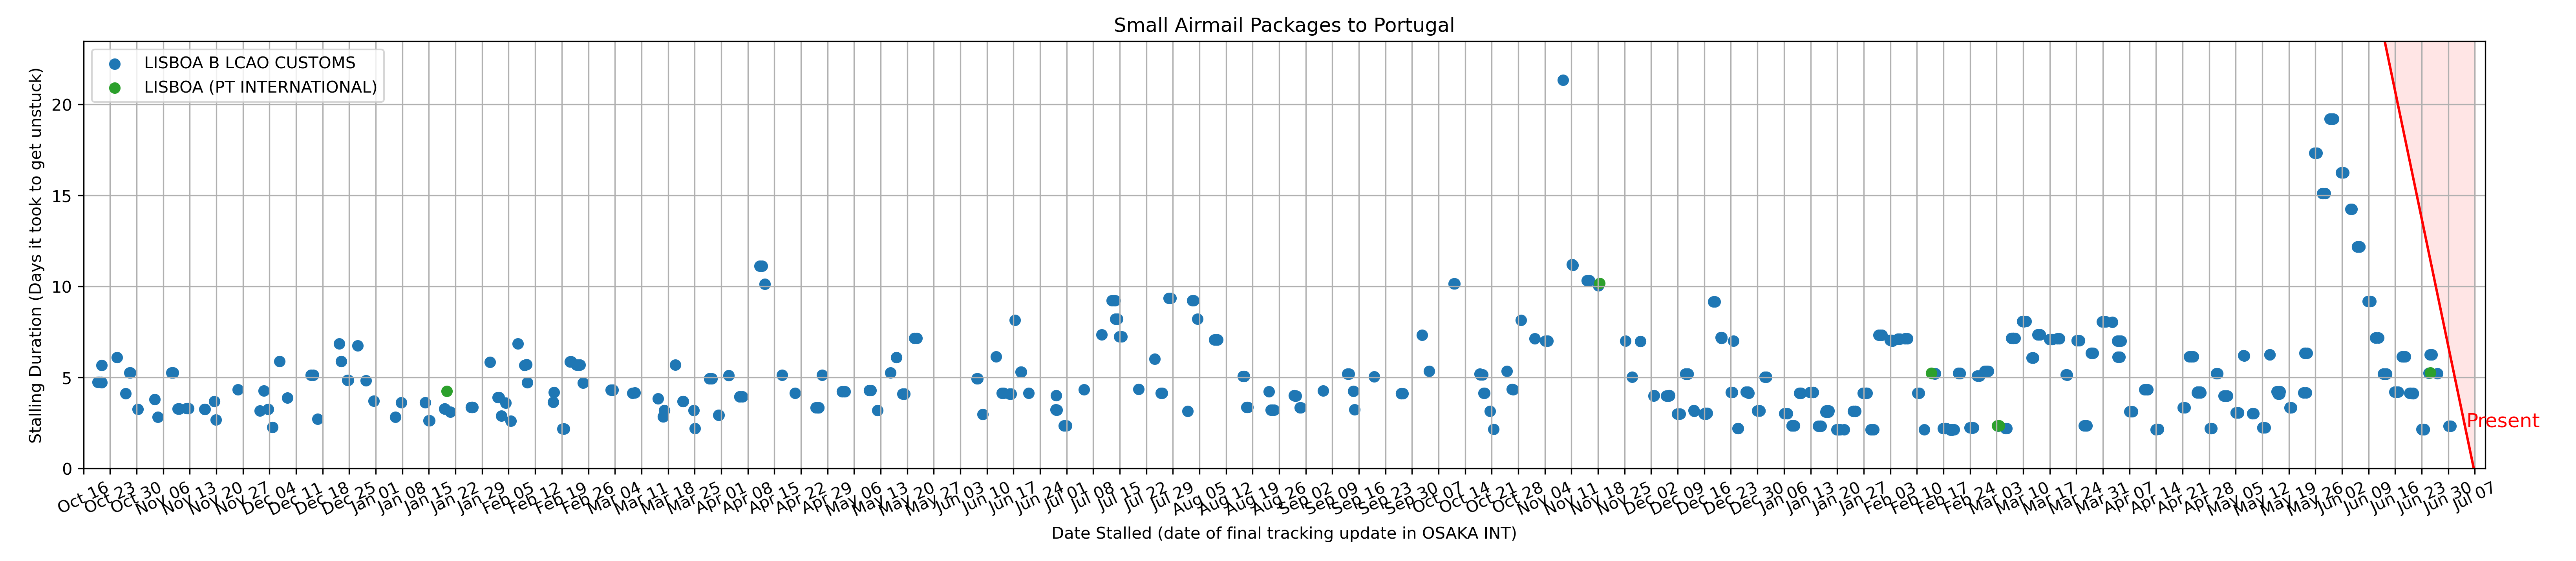 Small Airmail Packages to Portugal
LISBOA B LCAO CUSTOMS
LISBOA (PT INTERNATIONAL)
Stalling Duration (Days it took to get unstuck)
20
15
10
5
0
Present
Oct 16
Oct 23
Oct 30
Nov 06
Nov 13
Nov 20
Nov 27
Dec 04
Dec 11
Dec 18
Dec 25
Jan 01
Jan 08
Jan 15
Jan 22
Jan 29
Feb 05
Feb 12
Feb 19
Feb 26
Mar 04
Mar 11
Mar 18
Mar 25
Apr 01
Apr 08
Apr 15
Apr 22
Apr 29
May 06
May 13
May 20
May 27
Jun 03
Jun 10
Jun 17
Jun 24
Jul 01
Jul 08
Jul 15
Jul 22
Jul 29
Aug 05
Aug 12
Aug 19
Aug 26
Sep 02
Sep 09
Sep 16
Sep 23
Sep 30
Oct 07
Oct 14
Oct 21
Oct 28
Nov 04
Nov 11
Nov 18
Nov 25
Dec 02
Dec 09
Dec 16
Dec 23
Dec 30
Jan 06
Jan 13
Jan 20
Jan 27
Feb 03
Feb 10
Feb 17
Feb 24
Mar 03
Mar 10
Mar 17
Mar 24
Mar 31
Apr 07
Apr 14
Apr 21
Apr 28
May 05
May 12
May 19
May 26
Jun 02
Jun 09
Jun 16
Jun 23
Jun 30
Jul 07
Date Stalled (date of final tracking update in OSAKA INT)